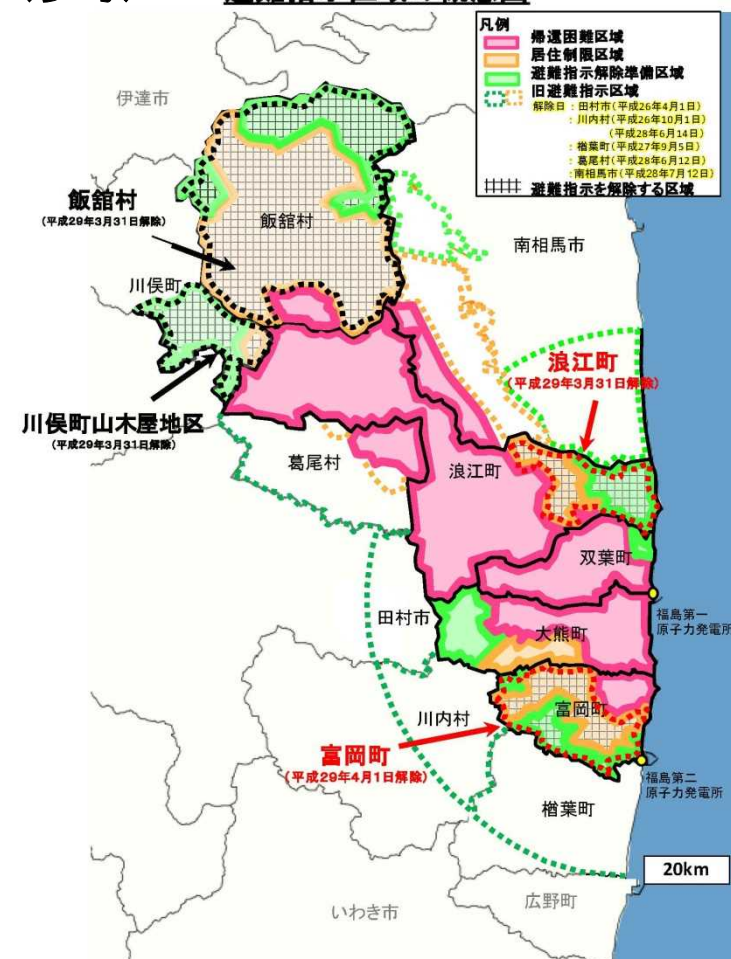 凡例
帰還困難区域
居住制限区域
避難指示解除準備区域
旧避難指示区域
解除日：田村市(平成26年4月1日)
：川内村(平成26年10月1日)
(平成28年6月14日)
：楢葉町(平成27年9月5日)
：葛尾村(平成28年6月12日)
：南相馬市(平成28年7月12日)
避難指示を解除する区域
伊達市
飯舘村
(平成29年3月31日解除)
飯舘村
南相馬市
川俣町
浪江町
(平成29年3月31日解除)
川俣町山木屋地区
(平成29年3月31日解除)
葛尾村
浪江町
双葉町
福島第一
原子力発電所
田村市
大熊町
川内村
富岡町
富岡町
(平成29年4月1日解除)
福島第二
原子力発電所
楢葉町
20km
広野町
いわき市